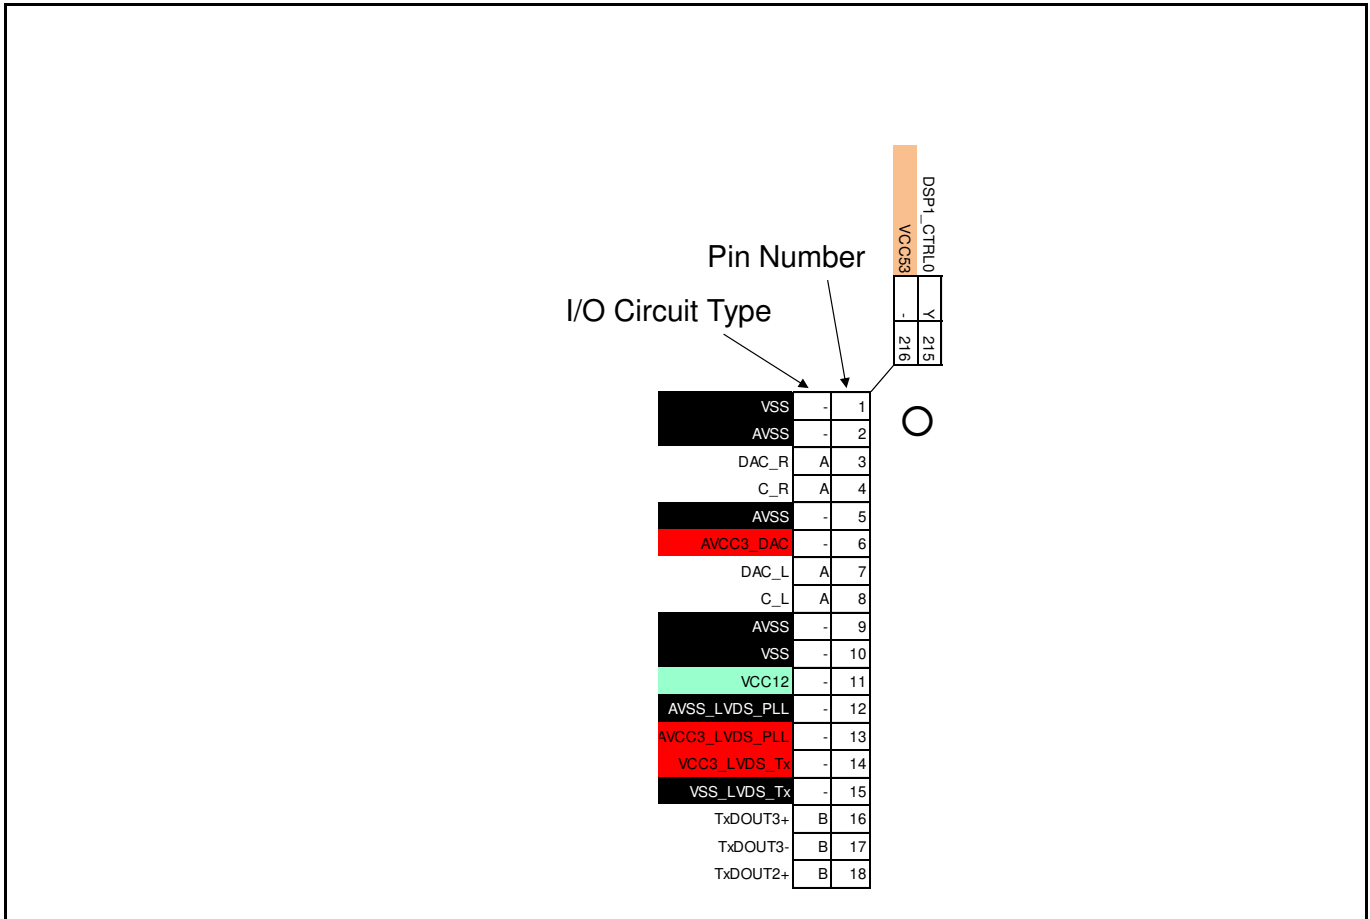 DSP1_CTRL0 Y 215
VCC53 - 216
Pin Number
I/O Circuit Type
VSS - 1
AVSS - 2
DAC_R A 3
C_R A 4
AVSS - 5
AVCC3_DAC - 6
DAC_L A 7
C_L A 8
AVSS - 9
VSS - 10
VCC12 - 11
AVSS_LVDS_PLL - 12
AVCC3_LVDS_PLL - 13
VCC3_LVDS_Tx - 14
VSS_LVDS_Tx - 15
TxDOUT3+ B 16
TxDOUT3- B 17
TxDOUT2+ B 18